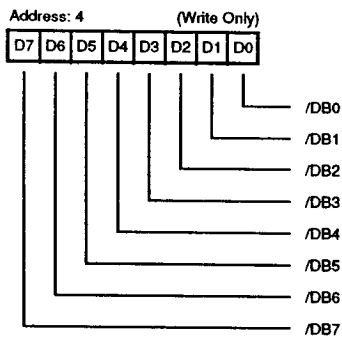 Address: 4 (Write Only)
D7 D6 D5 D4 D3 D2 D1 D0
/DB0
/DB1
/DB2
/DB3
/DB4
/DB5
/DB6
/DB7